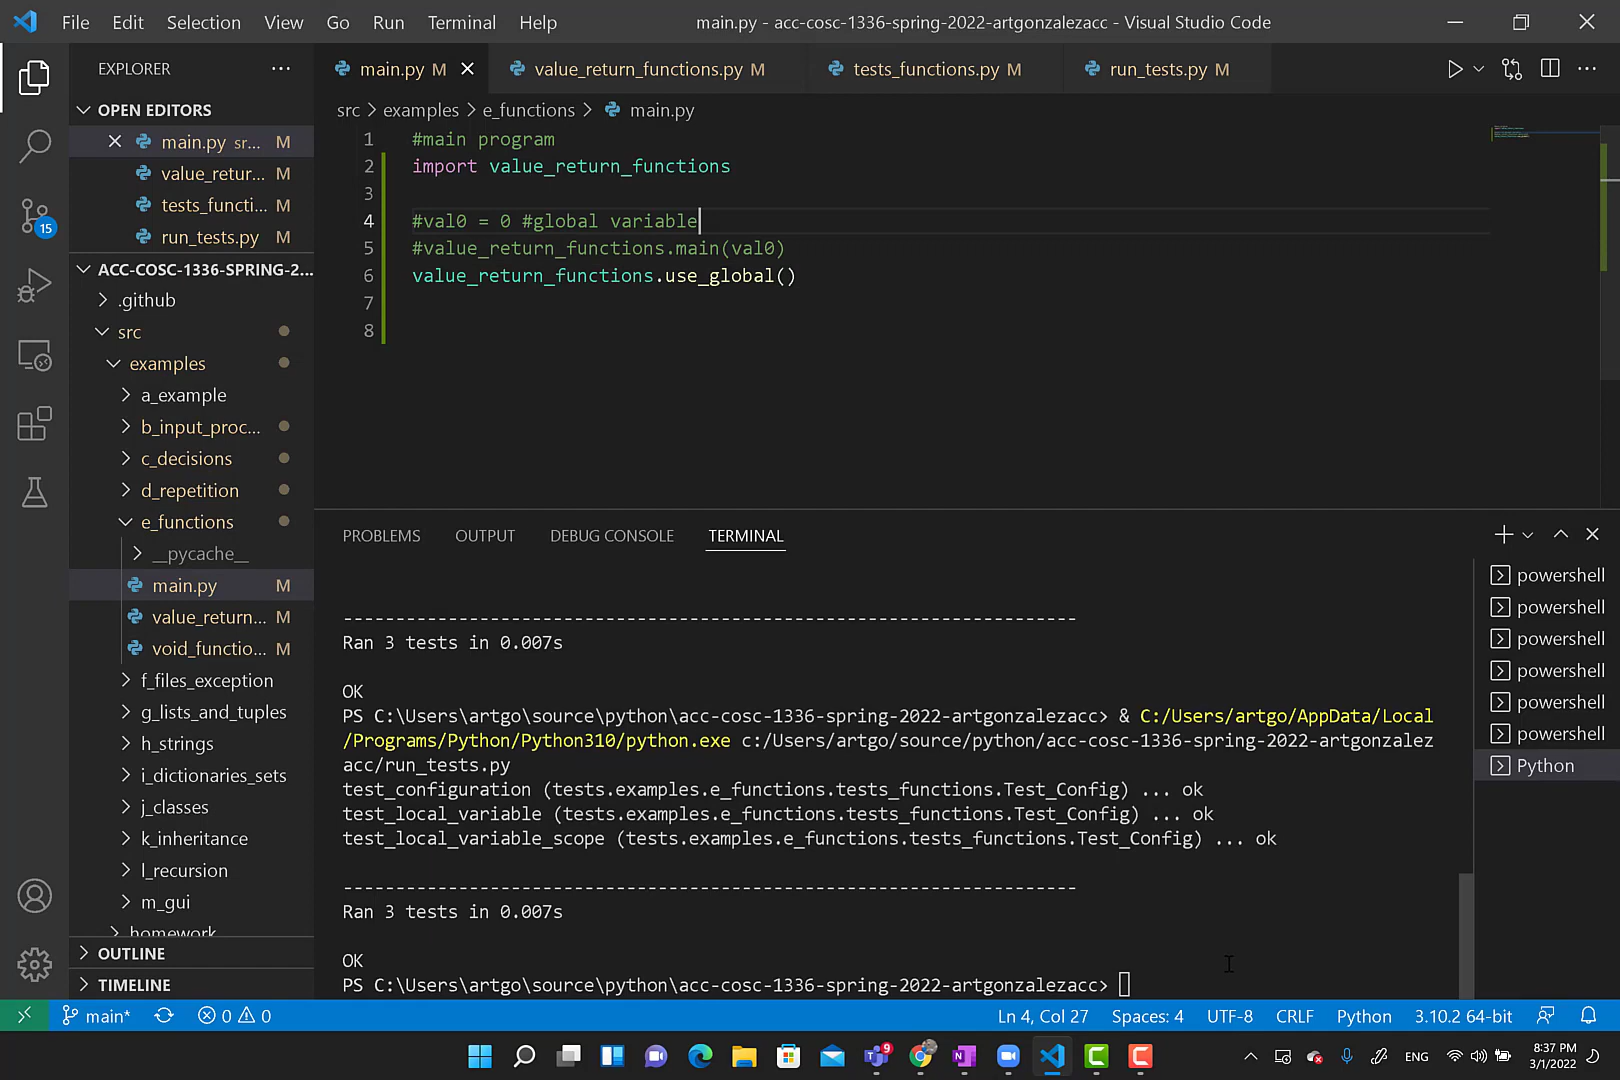 File Edit Selection View Go Run Terminal Help
main.py - acc-cosc-1336-spring-2022-artgonzalezacc - Visual Studio Code
EXPLORER
main.py M
value_return_functions.py M
tests_functions.py M
run_tests.py M
OPEN EDITORS
main.py sr... M
value_retur... M
tests_functi... M
run_tests.py M
ACC-COSC-1336-SPRING-2...
.github
src
examples
a_example
b_input_proc...
c_decisions
d_repetition
e_functions
__pycache__
main.py M
value_return... M
void_functio... M
f_files_exception
g_lists_and_tuples
h_strings
i_dictionaries_sets
j_classes
k_inheritance
l_recursion
m_gui
homework
OUTLINE
TIMELINE
15
src > examples > e_functions > main.py
1 #main program
2 import value_return_functions
3
4 #val0 = 0 #global variable
5 #value_return_functions.main(val0)
6 value_return_functions.use_global()
7
8
PROBLEMS OUTPUT DEBUG CONSOLE TERMINAL
----------------------------------------------------------------------
Ran 3 tests in 0.007s
OK
PS C:\Users\artgo\source\python\acc-cosc-1336-spring-2022-artgonzalezacc> & C:/Users/artgo/AppData/Local
/Programs/Python/Python310/python.exe c:/Users/artgo/source/python/acc-cosc-1336-spring-2022-artgonzalez
acc/run_tests.py
test_configuration (tests.examples.e_functions.tests_functions.Test_Config) ... ok
test_local_variable (tests.examples.e_functions.tests_functions.Test_Config) ... ok
test_local_variable_scope (tests.examples.e_functions.tests_functions.Test_Config) ... ok
----------------------------------------------------------------------
Ran 3 tests in 0.007s
OK
PS C:\Users\artgo\source\python\acc-cosc-1336-spring-2022-artgonzalezacc>
powershell
powershell
powershell
powershell
powershell
powershell
Python
main* 0 0
Ln 4, Col 27 Spaces: 4 UTF-8 CRLF Python 3.10.2 64-bit
9
ENG
8:37 PM
3/1/2022